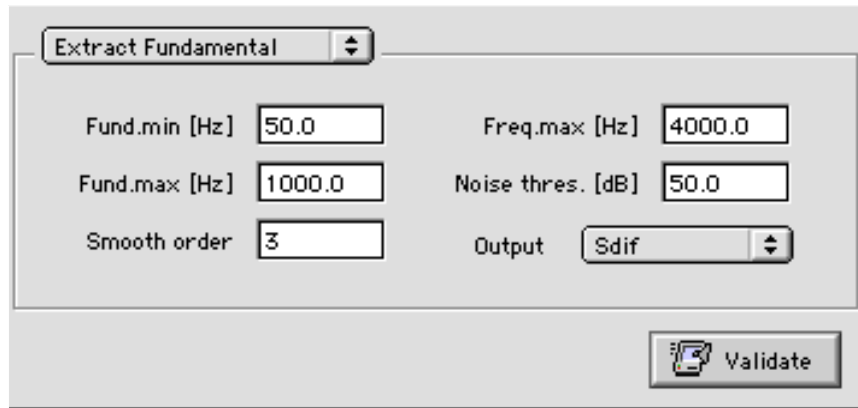 Extract Fundamental
Fund.min [Hz] 50.0 Freq.max [Hz] 4000.0
Fund.max [Hz] 1000.0 Noise thres. [dB] 50.0
Smooth order 3 Output Sdif
Validate